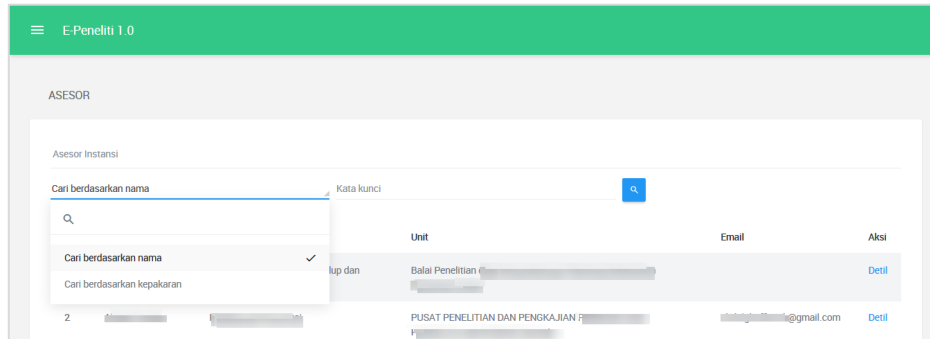 E-Peneliti 1.0
ASESOR
Asesor Instansi
Cari berdasarkan nama
Kata kunci
Unit Email Aksi
Cari berdasarkan nama
Cari berdasarkan kepakaran
dan Balai Penelitian Detil
2 PUSAT PENELITIAN DAN PENGKAJIAN @gmail.com Detil